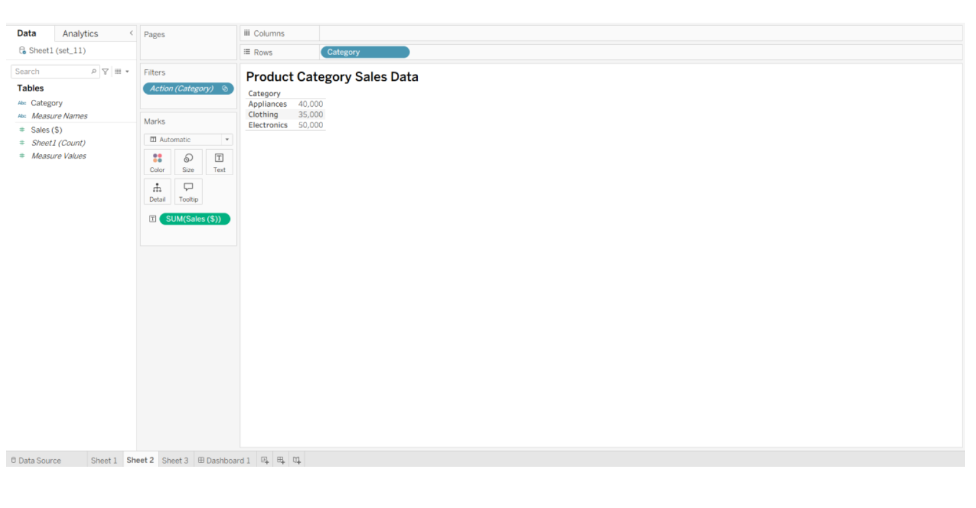 Data Analytics
Sheet1 (set_11)
Search
Tables
Abc Category
Abc Measure Names
# Sales ($)
# Sheet1 (Count)
# Measure Values
Pages
Filters
Action (Category)
Marks
Automatic
Color Size Text
Detail Tooltip
SUM(Sales ($))
Columns
Rows Category
Product Category Sales Data
Category
Appliances 40,000
Clothing 35,000
Electronics 50,000
Data Source Sheet 1 Sheet 2 Sheet 3 Dashboard 1